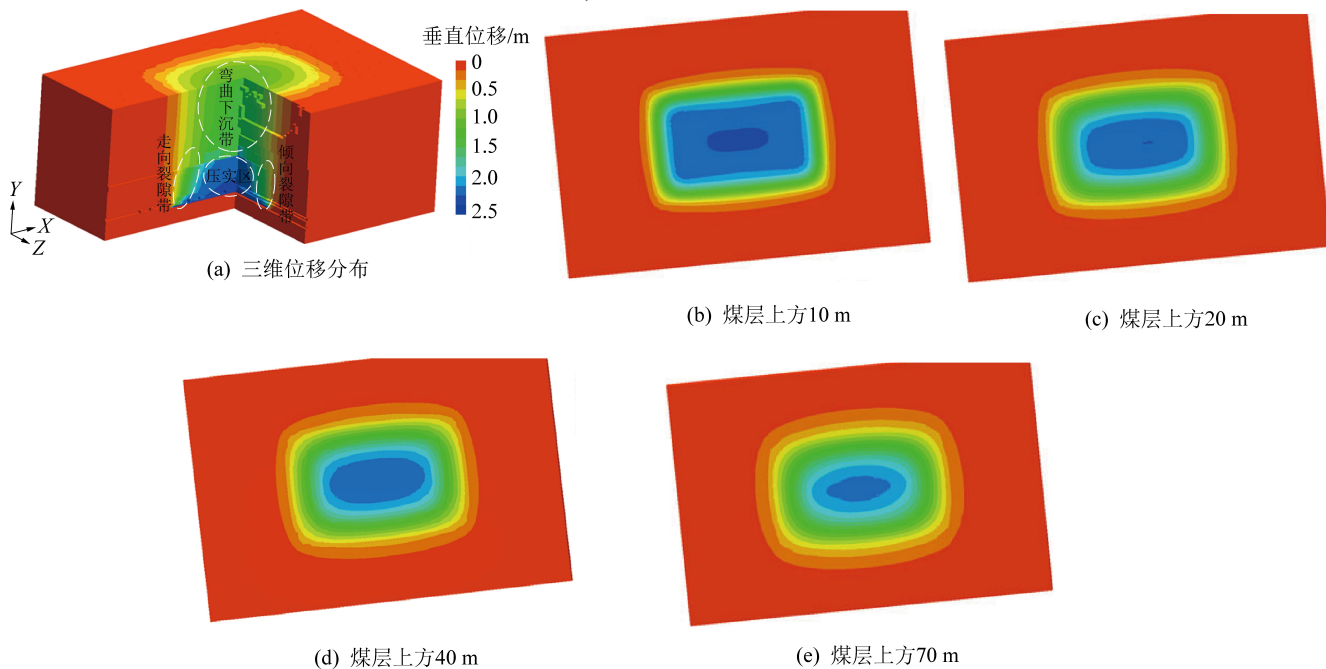 垂直位移/m
0
0.5
1.0
1.5
2.0
2.5
弯曲下沉带
走向裂隙带
压实区
倾向裂隙带
Y
X
Z
(a) 三维位移分布
(b) 煤层上方10 m
(c) 煤层上方20 m
(d) 煤层上方40 m
(e) 煤层上方70 m